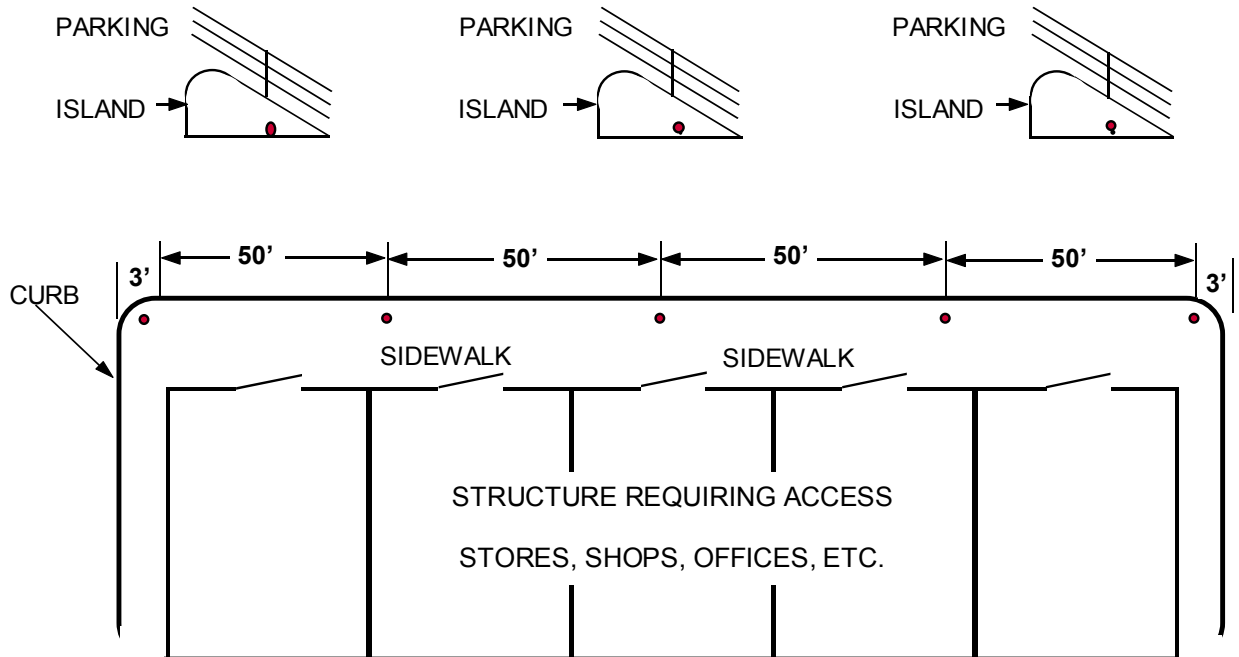 PARKING
PARKING
PARKING
ISLAND
ISLAND
ISLAND
50’
50’
50’
50’
3’
3’
CURB
SIDEWALK
SIDEWALK
STRUCTURE REQUIRING ACCESS
STORES, SHOPS, OFFICES, ETC.